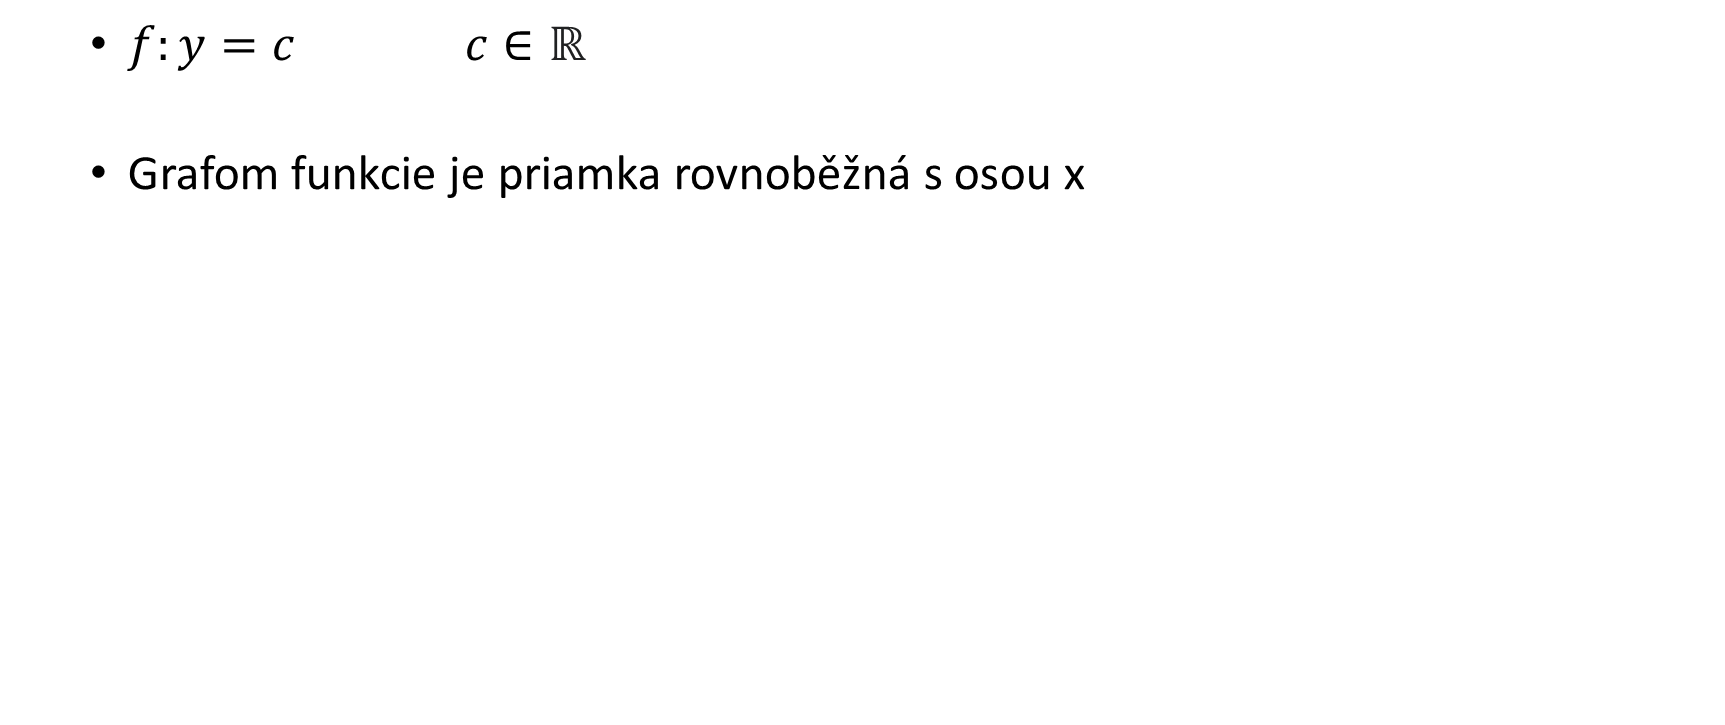 • f: y = c c ∈ ℝ
• Grafom funkcie je priamka rovnoběžná s osou x